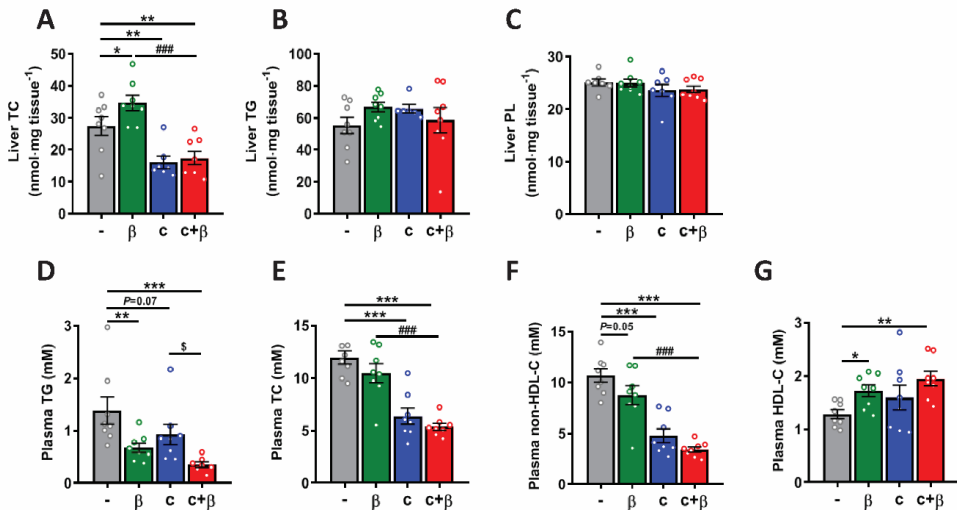 A
B
C
**
**
* ###
50
40
30
20
10
0
Liver TC
(nmol·mg tissue⁻¹)
- β c c+β
100
80
60
40
20
0
Liver TG
(nmol·mg tissue⁻¹)
- β c c+β
30
20
10
0
Liver PL
(nmol·mg tissue⁻¹)
- β c c+β
D
E
F
G
***
P=0.07
**
$
3
2
1
0
Plasma TG (mM)
- β c c+β
***
***
###
15
10
5
0
Plasma TC (mM)
- β c c+β
***
***
P=0.05
###
15
10
5
0
Plasma non-HDL-C (mM)
- β c c+β
**
*
3
2
1
0
Plasma HDL-C (mM)
- β c c+β